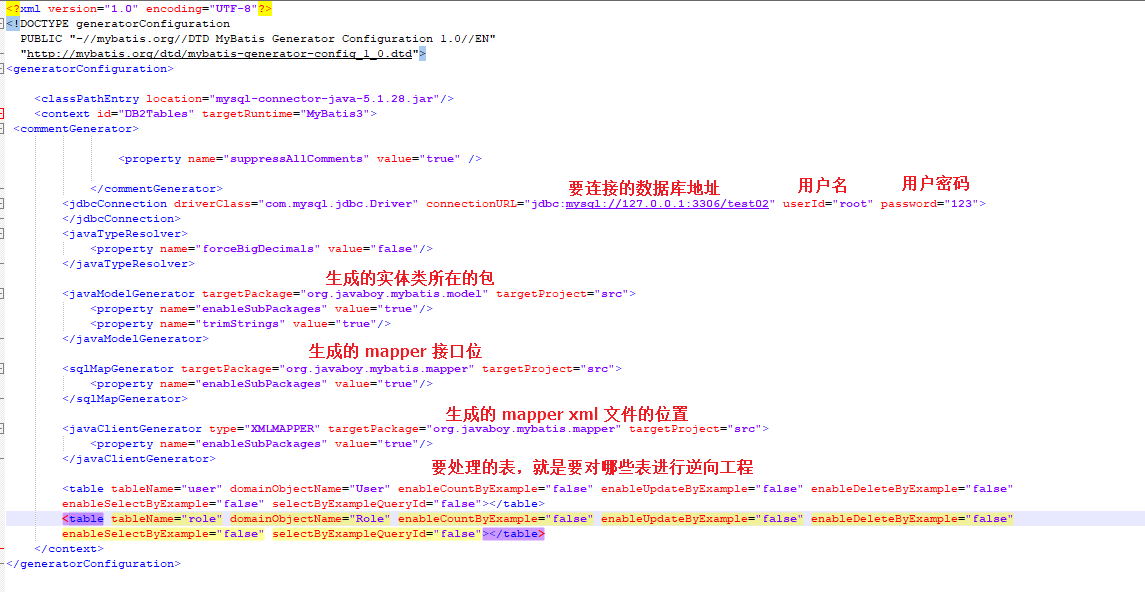 <?xml version="1.0" encoding="UTF-8"?>
<!DOCTYPE generatorConfiguration
PUBLIC "-//mybatis.org//DTD MyBatis Generator Configuration 1.0//EN"
"http://mybatis.org/dtd/mybatis-generator-config_1_0.dtd">
<generatorConfiguration>
<classPathEntry location="mysql-connector-java-5.1.28.jar"/>
<context id="DB2Tables" targetRuntime="MyBatis3">
<commentGenerator>
<property name="suppressAllComments" value="true" />
</commentGenerator>
要连接的数据库地址 用户名 用户密码
<jdbcConnection driverClass="com.mysql.jdbc.Driver" connectionURL="jdbc:mysql://127.0.0.1:3306/test02" userId="root" password="123">
</jdbcConnection>
<javaTypeResolver>
<property name="forceBigDecimals" value="false"/>
</javaTypeResolver>
生成的实体类所在的包
<javaModelGenerator targetPackage="org.javaboy.mybatis.model" targetProject="src">
<property name="enableSubPackages" value="true"/>
<property name="trimStrings" value="true"/>
</javaModelGenerator>
生成的 mapper 接口位
<sqlMapGenerator targetPackage="org.javaboy.mybatis.mapper" targetProject="src">
<property name="enableSubPackages" value="true"/>
</sqlMapGenerator>
生成的 mapper xml 文件的位置
<javaClientGenerator type="XMLMAPPER" targetPackage="org.javaboy.mybatis.mapper" targetProject="src">
<property name="enableSubPackages" value="true"/>
</javaClientGenerator>
要处理的表，就是要对哪些表进行逆向工程
<table tableName="user" domainObjectName="User" enableCountByExample="false" enableUpdateByExample="false" enableDeleteByExample="false"
enableSelectByExample="false" selectByExampleQueryId="false"></table>
<table tableName="role" domainObjectName="Role" enableCountByExample="false" enableUpdateByExample="false" enableDeleteByExample="false"
enableSelectByExample="false" selectByExampleQueryId="false"></table>
</context>
</generatorConfiguration>